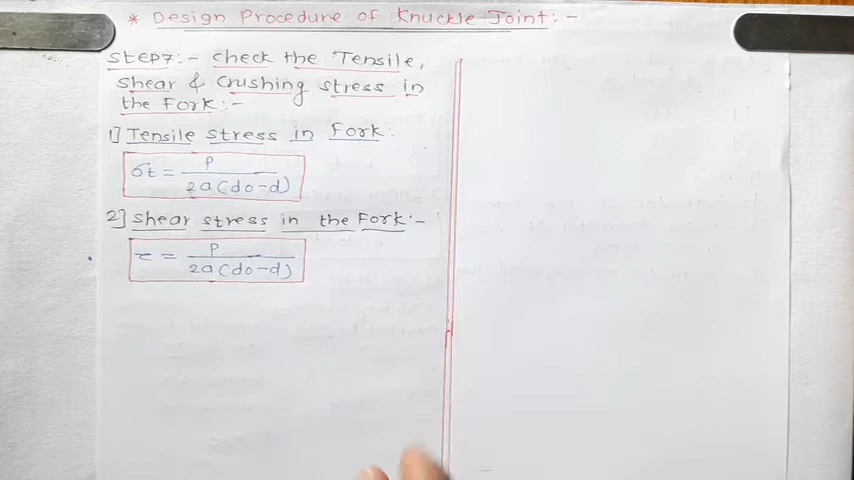 * Design Procedure of Knuckle Joint:-
STEP7:- check the Tensile,
shear & Crushing stress in
the Fork:-
1] Tensile stress in Fork:
σt = P / 2a(do-d)
2] shear stress in the Fork:-
τ = P / 2a(do-d)